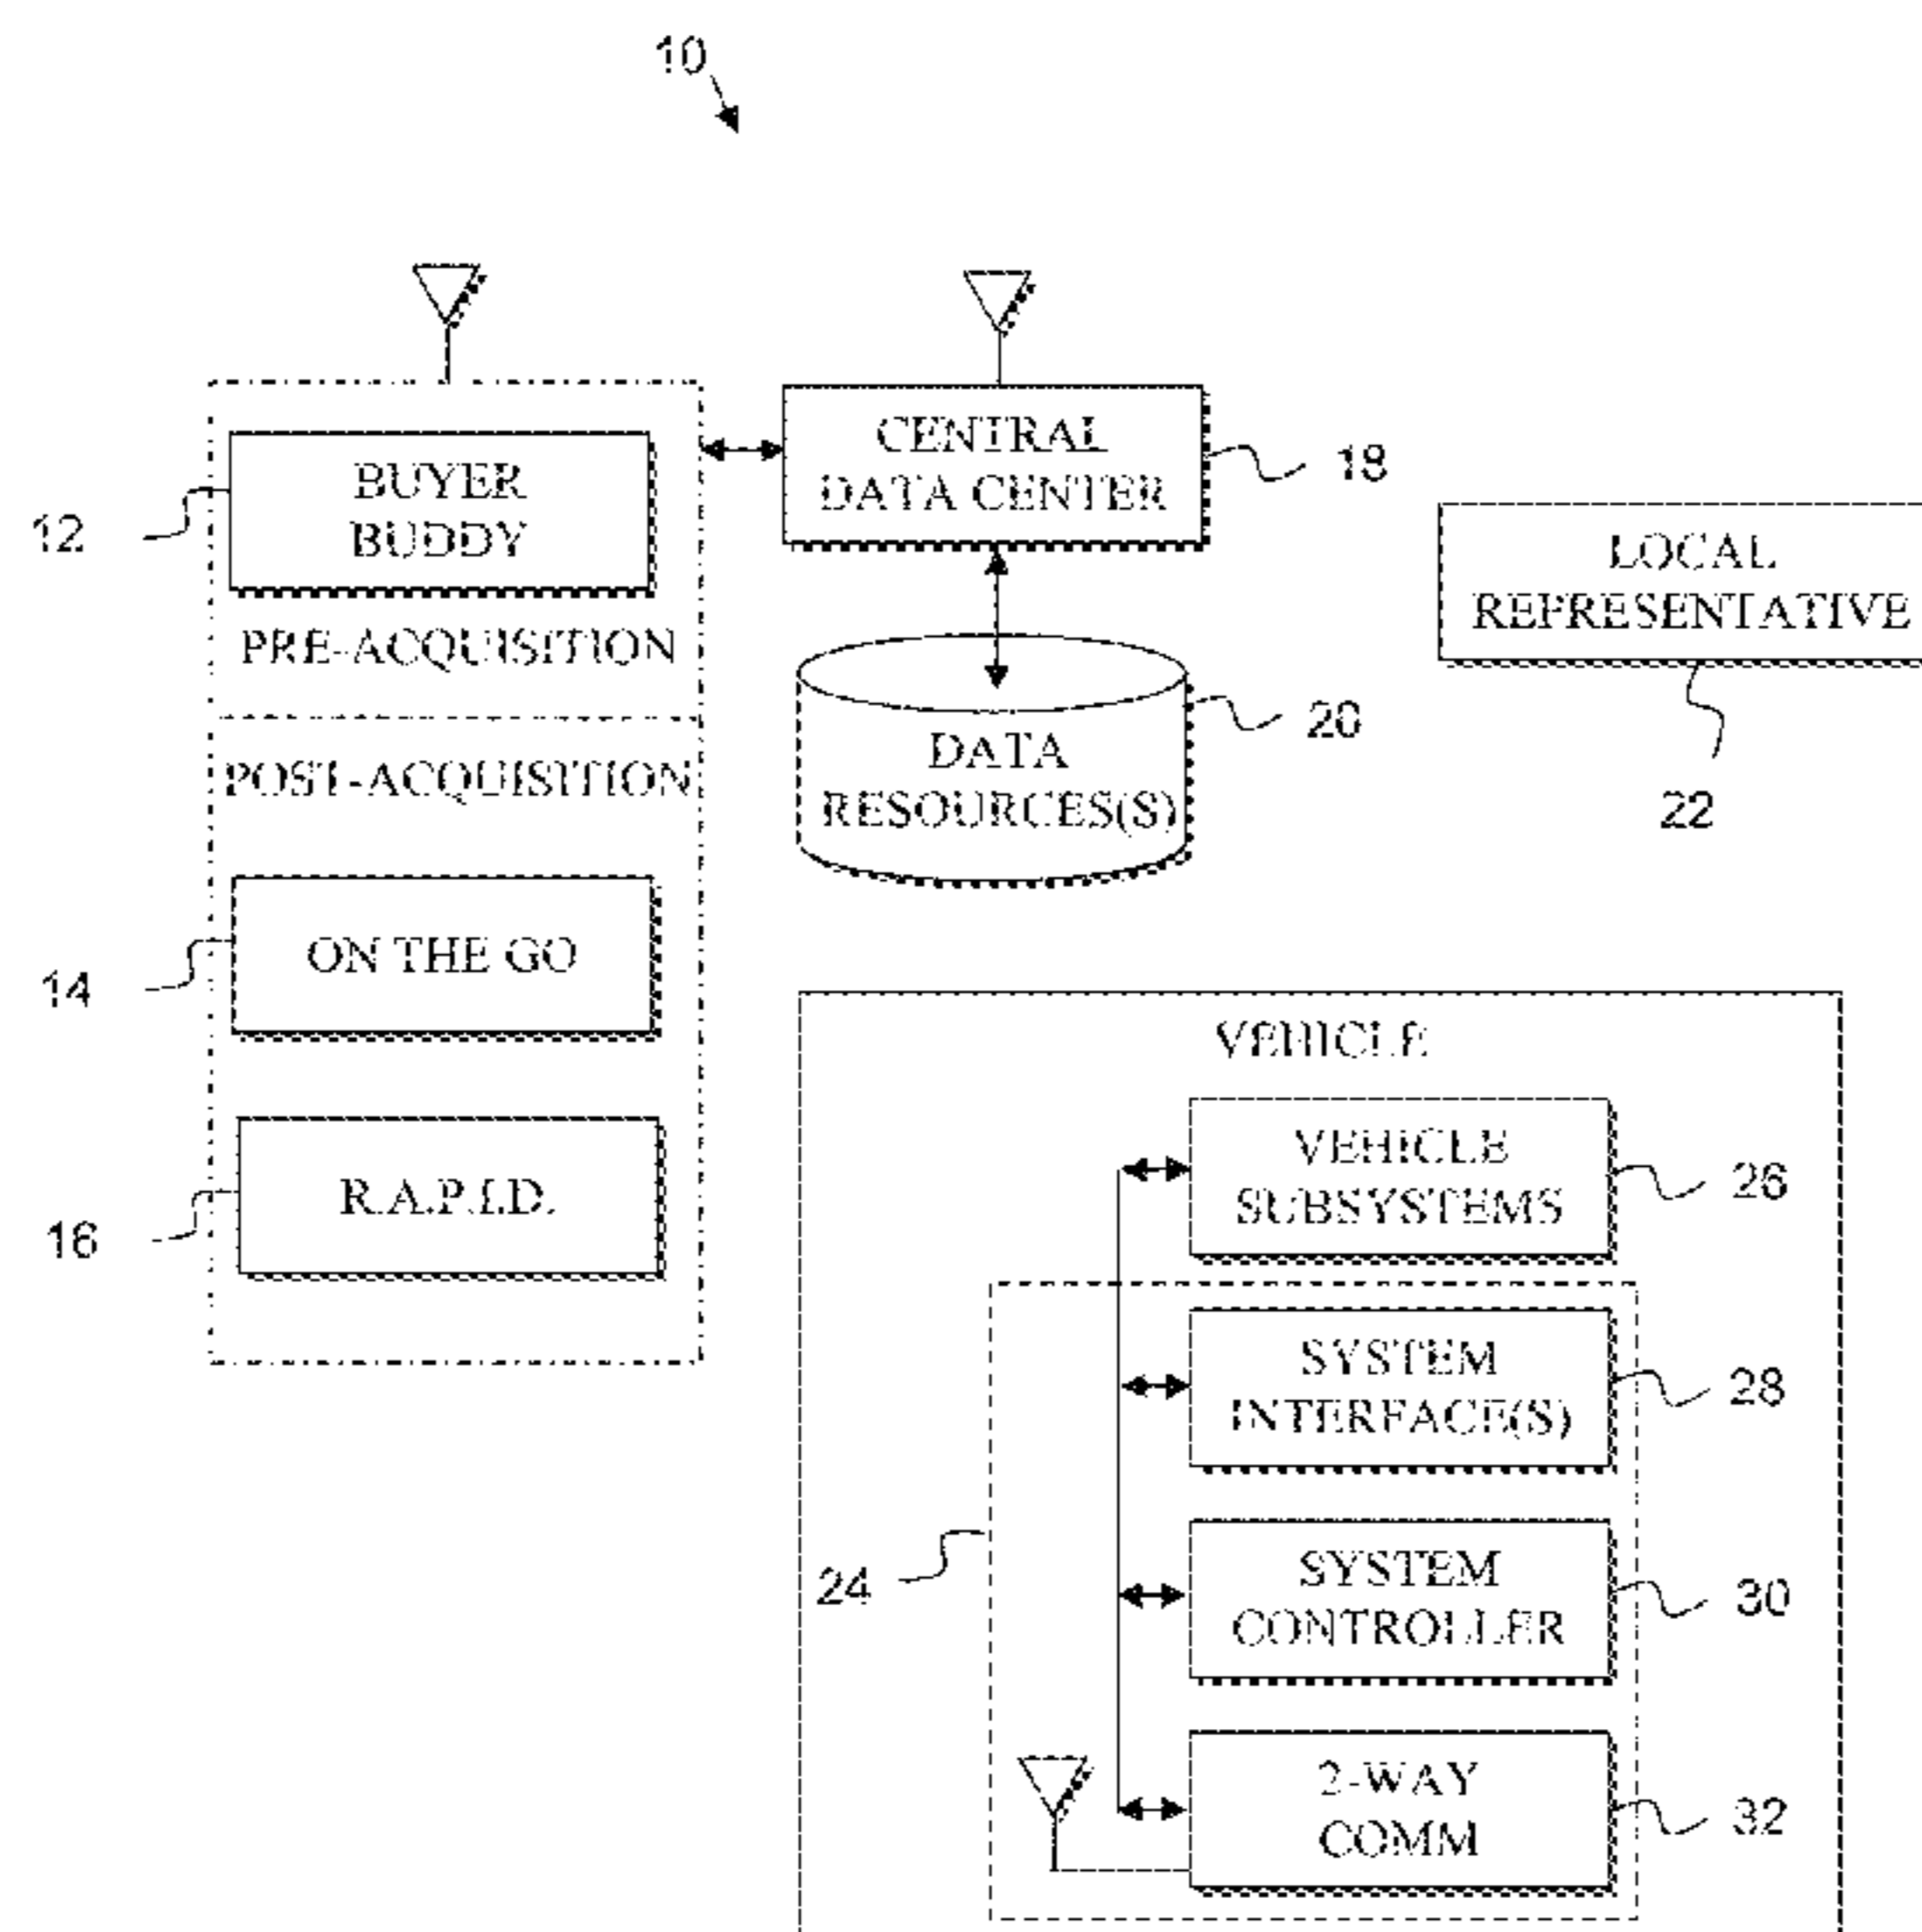 10
CENTRAL
DATA CENTER
18
BUYER
BUDDY
12
PRE-ACQUISITION
LOCAL
REPRESENTATIVE
22
DATA
RESOURCES(S)
20
POST-ACQUISITION
ON THE GO
14
R.A.P.I.D.
16
VEHICLE
VEHICLE
SUBSYSTEMS
26
SYSTEM
INTERFACE(S)
28
24
SYSTEM
CONTROLLER
30
2-WAY
COMM
32